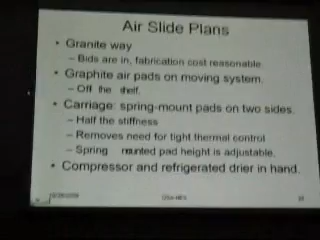 Air Slide Plans
• Granite way
– Bids are in, fabrication cost reasonable.
• Graphite air pads on moving system.
– Off the shelf.
• Carriage: spring-mount pads on two sides.
– Half the stiffness
– Removes need for tight thermal control
– Spring mounted pad height is adjustable.
• Compressor and refrigerated drier in hand.